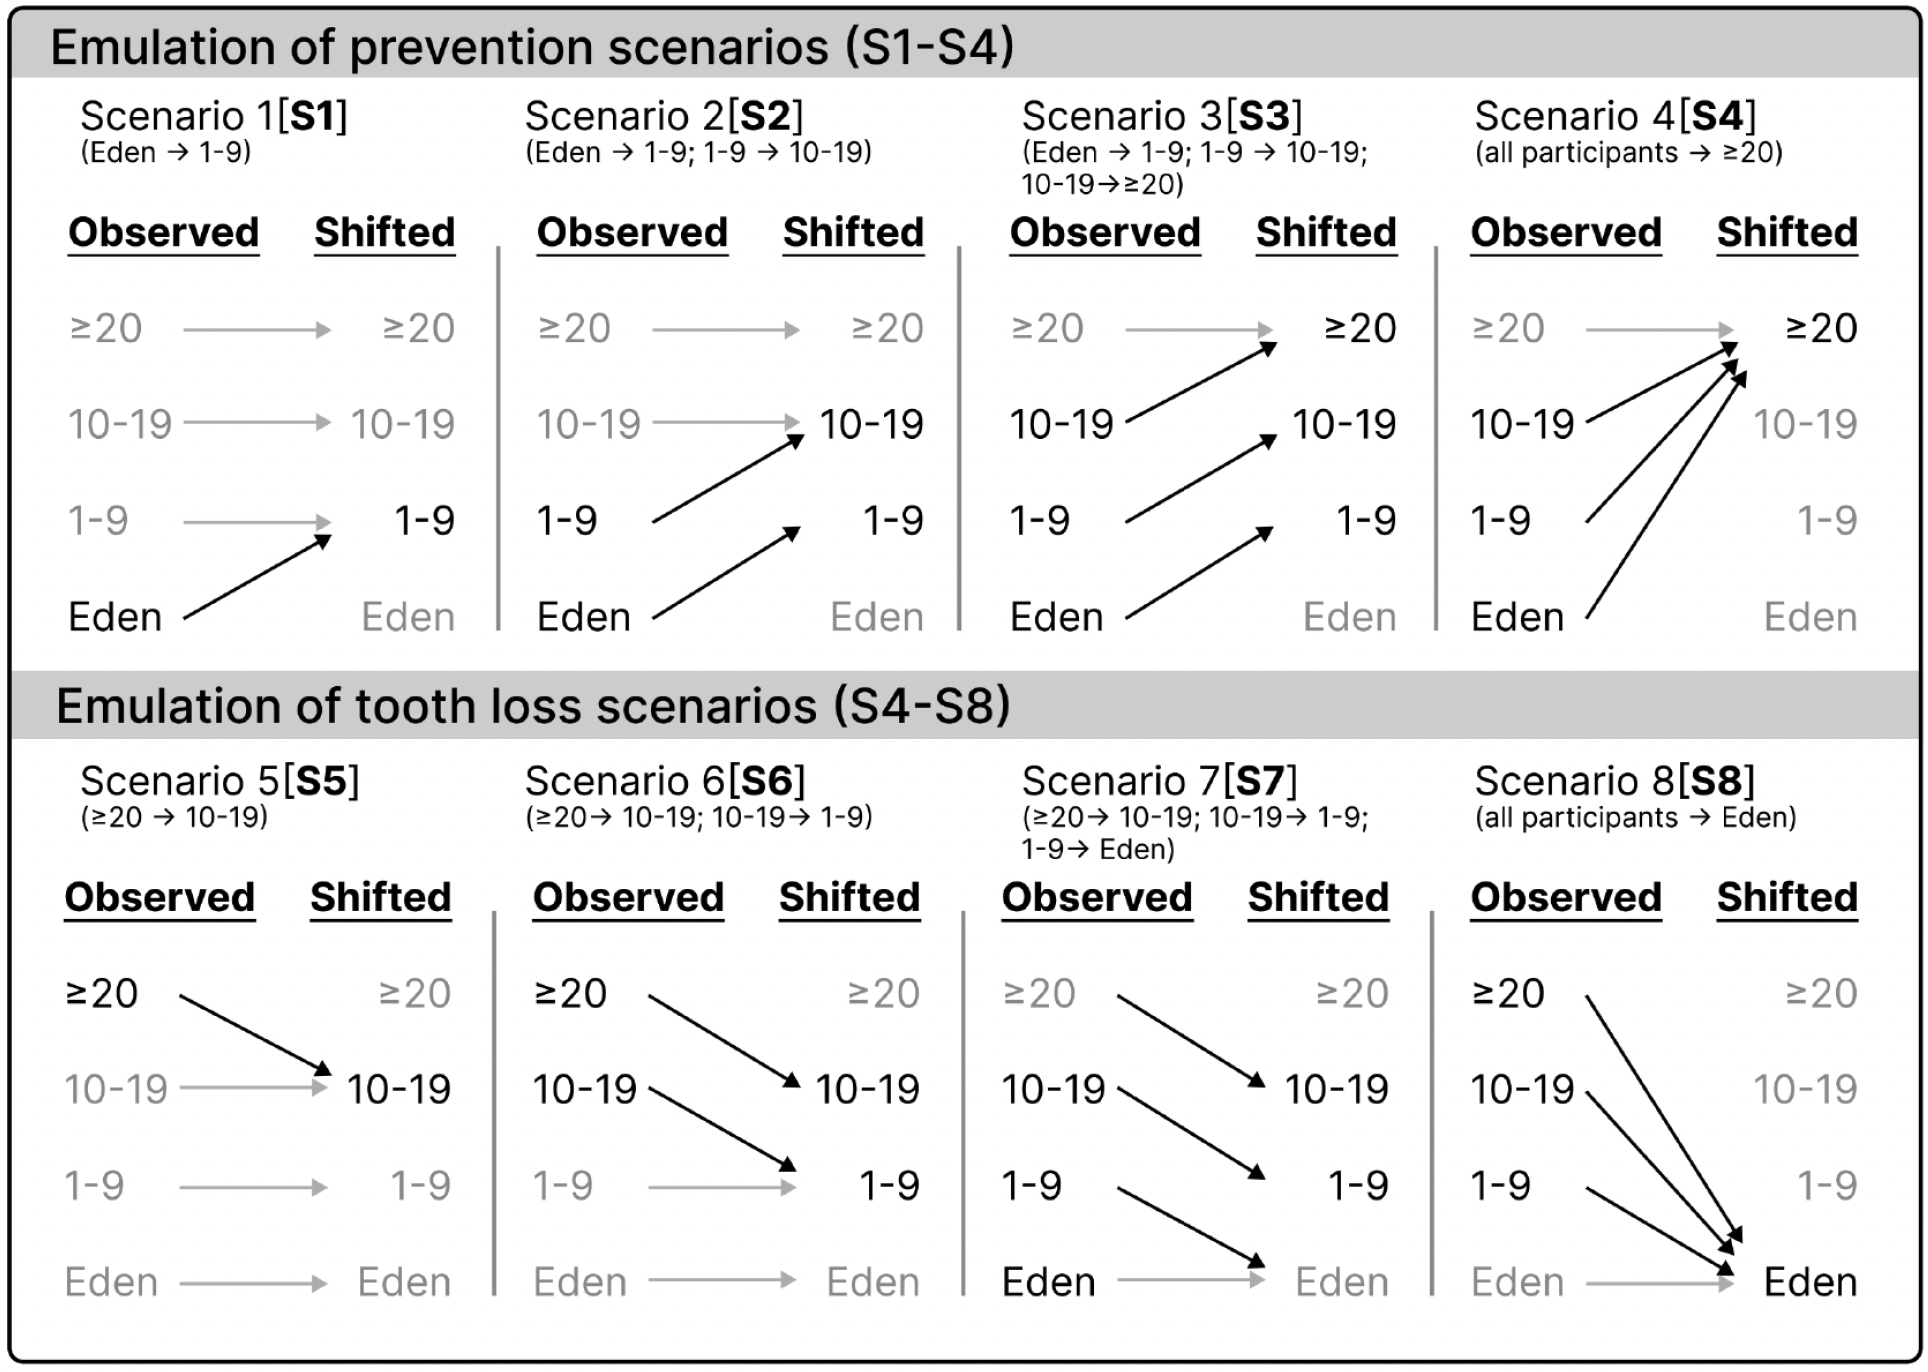 Emulation of prevention scenarios (S1-S4)
Scenario 1[S1]
(Eden → 1-9)
Observed Shifted
≥20 ≥20
10-19 10-19
1-9 1-9
Eden Eden
Scenario 2[S2]
(Eden → 1-9; 1-9 → 10-19)
Observed Shifted
≥20 ≥20
10-19 10-19
1-9 1-9
Eden Eden
Scenario 3[S3]
(Eden → 1-9; 1-9 → 10-19;
10-19→≥20)
Observed Shifted
≥20 ≥20
10-19 10-19
1-9 1-9
Eden Eden
Scenario 4[S4]
(all participants → ≥20)
Observed Shifted
≥20 ≥20
10-19 10-19
1-9 1-9
Eden Eden
Emulation of tooth loss scenarios (S4-S8)
Scenario 5[S5]
(≥20 → 10-19)
Observed Shifted
≥20 ≥20
10-19 10-19
1-9 1-9
Eden Eden
Scenario 6[S6]
(≥20→ 10-19; 10-19→ 1-9)
Observed Shifted
≥20 ≥20
10-19 10-19
1-9 1-9
Eden Eden
Scenario 7[S7]
(≥20→ 10-19; 10-19→ 1-9;
1-9→ Eden)
Observed Shifted
≥20 ≥20
10-19 10-19
1-9 1-9
Eden Eden
Scenario 8[S8]
(all participants → Eden)
Observed Shifted
≥20 ≥20
10-19 10-19
1-9 1-9
Eden Eden